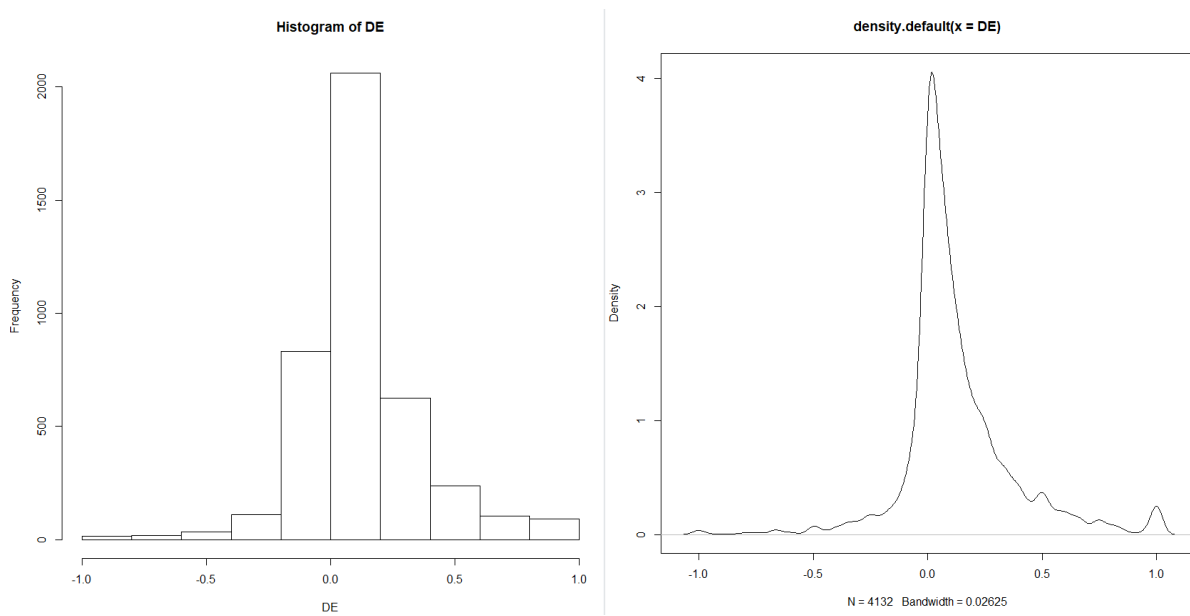 Histogram of DE
Frequency
2000
1500
1000
500
0
-1.0 -0.5 0.0 0.5 1.0
DE
density.default(x = DE)
Density
4
3
2
1
0
-1.0 -0.5 0.0 0.5 1.0
N = 4132 Bandwidth = 0.02625